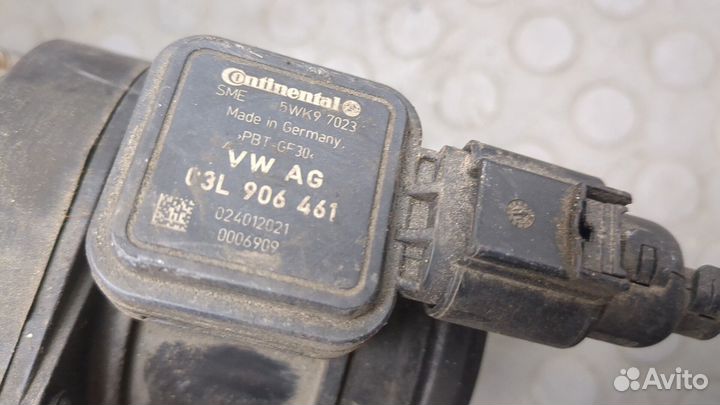 Continental
SME 5WK9 7023
Made in Germany
>PBT-GF30<
VW AG
03L 906 461
024012021
0006909
Avito